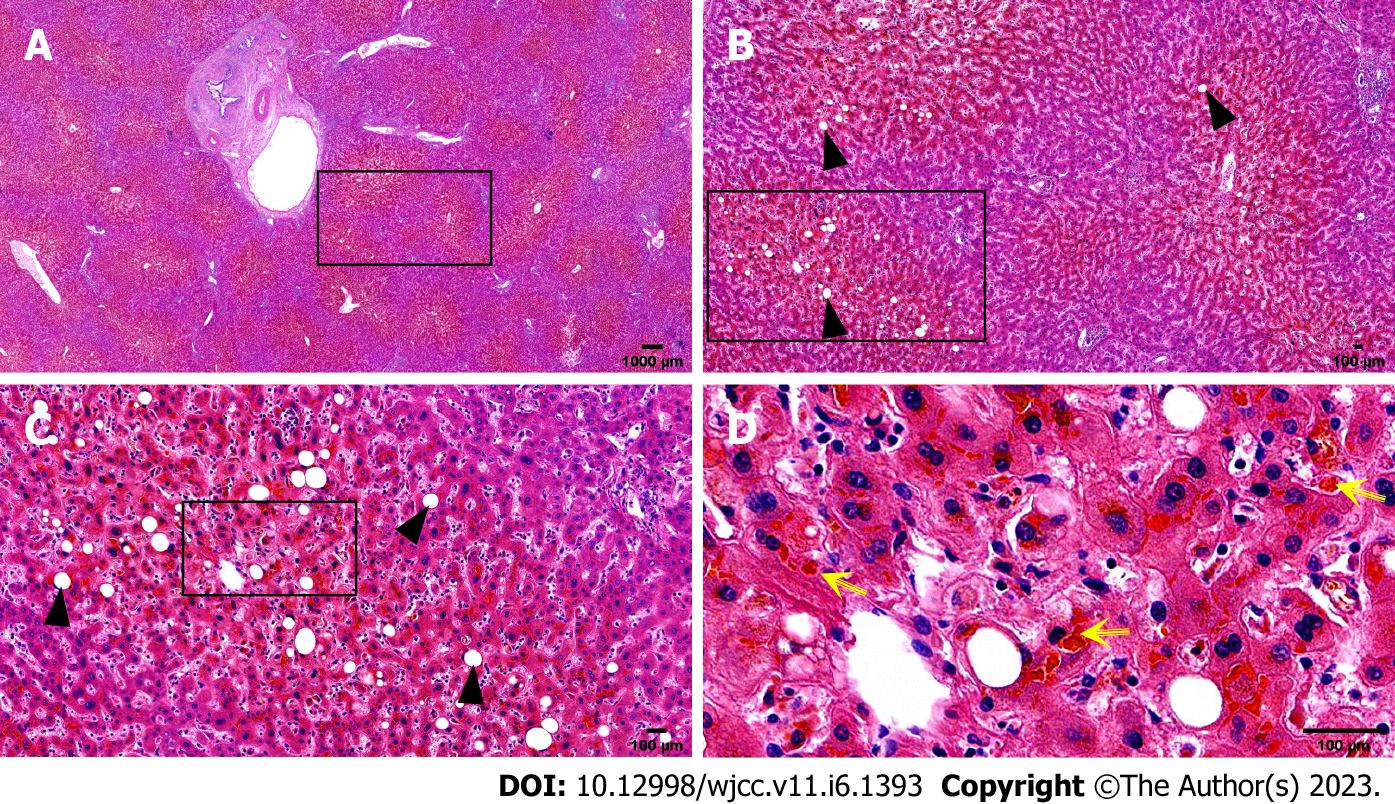 A
B
1000 µm
100 µm
C
D
100 µm
100 µm
DOI: 10.12998/wjcc.v11.i6.1393 Copyright ©The Author(s) 2023.